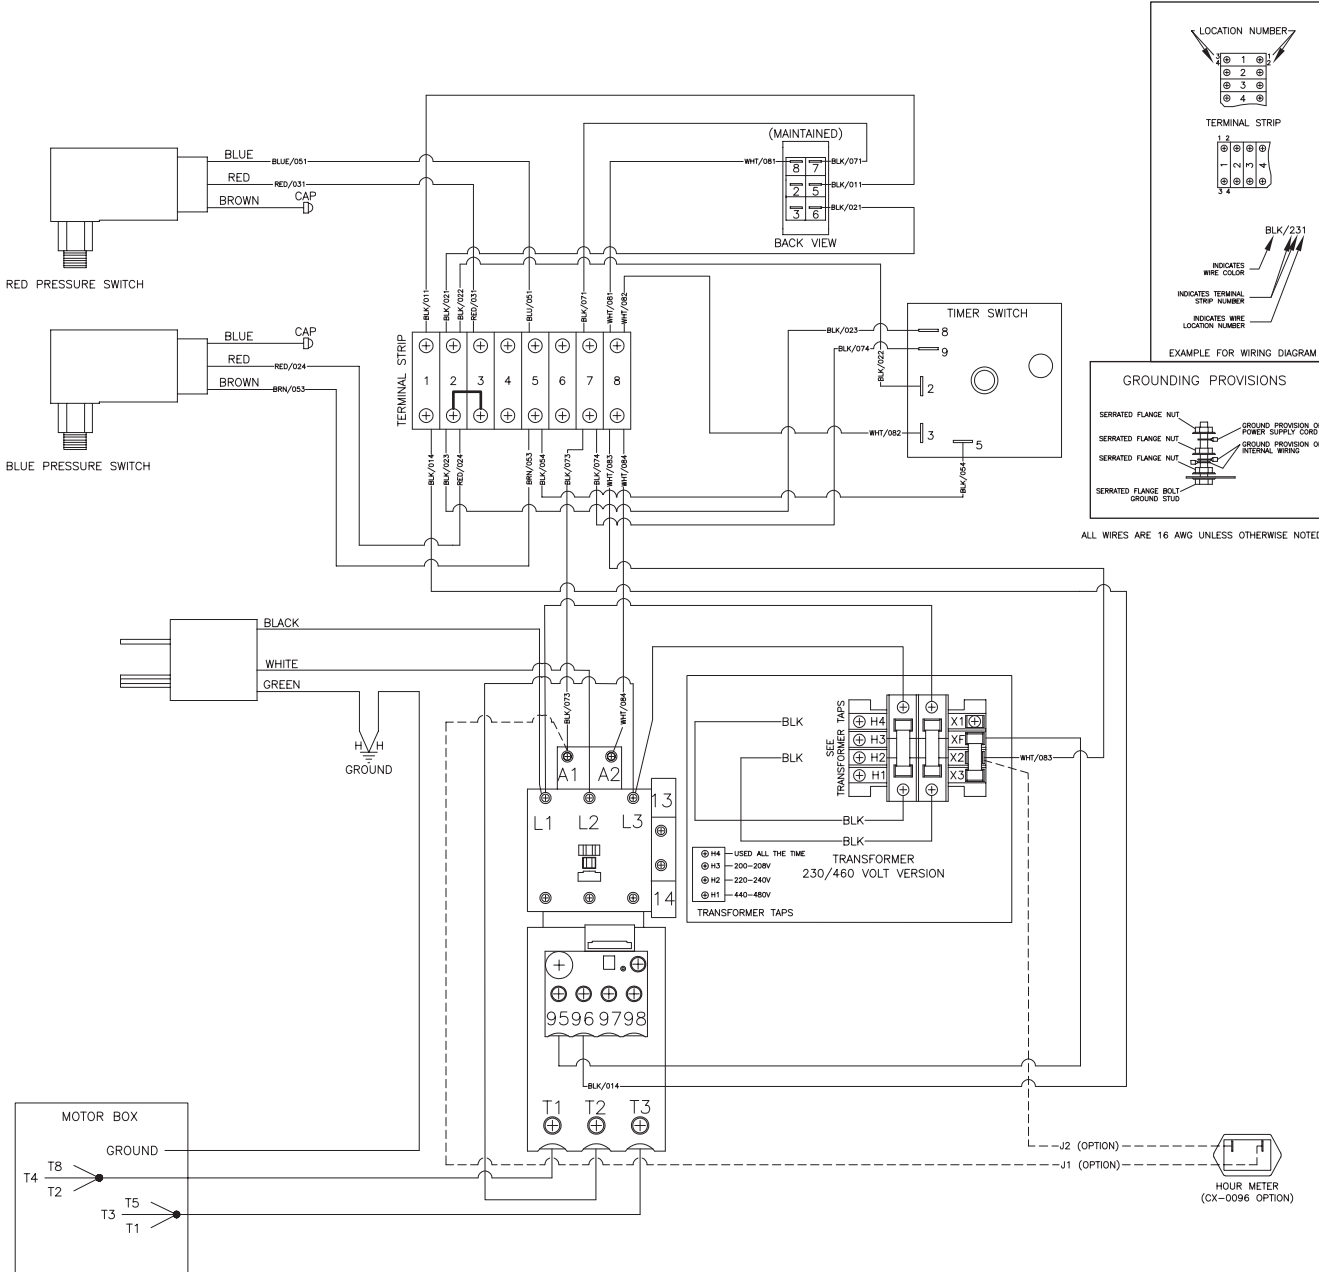 LOCATION NUMBER
3 1
4 2
1
2
3
4
TERMINAL STRIP
1 2
1 2 3 4
3 4
BLK/231
INDICATES
WIRE COLOR
INDICATES TERMINAL
STRIP NUMBER
INDICATES WIRE
LOCATION NUMBER
EXAMPLE FOR WIRING DIAGRAM
GROUNDING PROVISIONS
SERRATED FLANGE NUT
SERRATED FLANGE NUT
SERRATED FLANGE NUT
SERRATED FLANGE BOLT
GROUND STUD
GROUND PROVISION
POWER SUPPLY CORD
GROUND PROVISION
INTERNAL WIRING
ALL WIRES ARE 16 AWG UNLESS OTHERWISE NOTED
BLUE
BLUE/051
RED
RED/031
BROWN
CAP
RED PRESSURE SWITCH
BLUE
CAP
RED
RED/024
BROWN
BRN/053
BLUE PRESSURE SWITCH
(MAINTAINED)
WHT/081
8 7
BLK/071
2 5
BLK/011
3 6
BLK/021
BACK VIEW
BLK/011
BLK/021
BLK/022
RED/031
BLU/051
BLK/071
WHT/081
WHT/082
TERMINAL STRIP
1 2 3 4 5 6 7 8
BLK/014
BLK/023
RED/024
BRN/053
BLK/054
BLK/073
BLK/074
WHT/083
WHT/084
TIMER SWITCH
BLK/023
8
BLK/074
9
BLK/022
2
WHT/082
3
5
BLK/054
BLACK
WHITE
GREEN
H H
GROUND
BLK/073
WHT/084
A1 A2
L1 L2 L3
13
14
95 96 97 98
BLK/014
T1 T2 T3
BLK
BLK
BLK
BLK
SEE
TRANSFORMER TAPS
H4
H3
H2
H1
X1
XF
X2
X3
WHT/083
TRANSFORMER
230/460 VOLT VERSION
H4 USED ALL THE TIME
H3 200-208V
H2 220-240V
H1 440-480V
TRANSFORMER TAPS
MOTOR BOX
GROUND
T8
T4
T2
T5
T3
T1
J2 (OPTION)
J1 (OPTION)
HOUR METER
(CX-0096 OPTION)